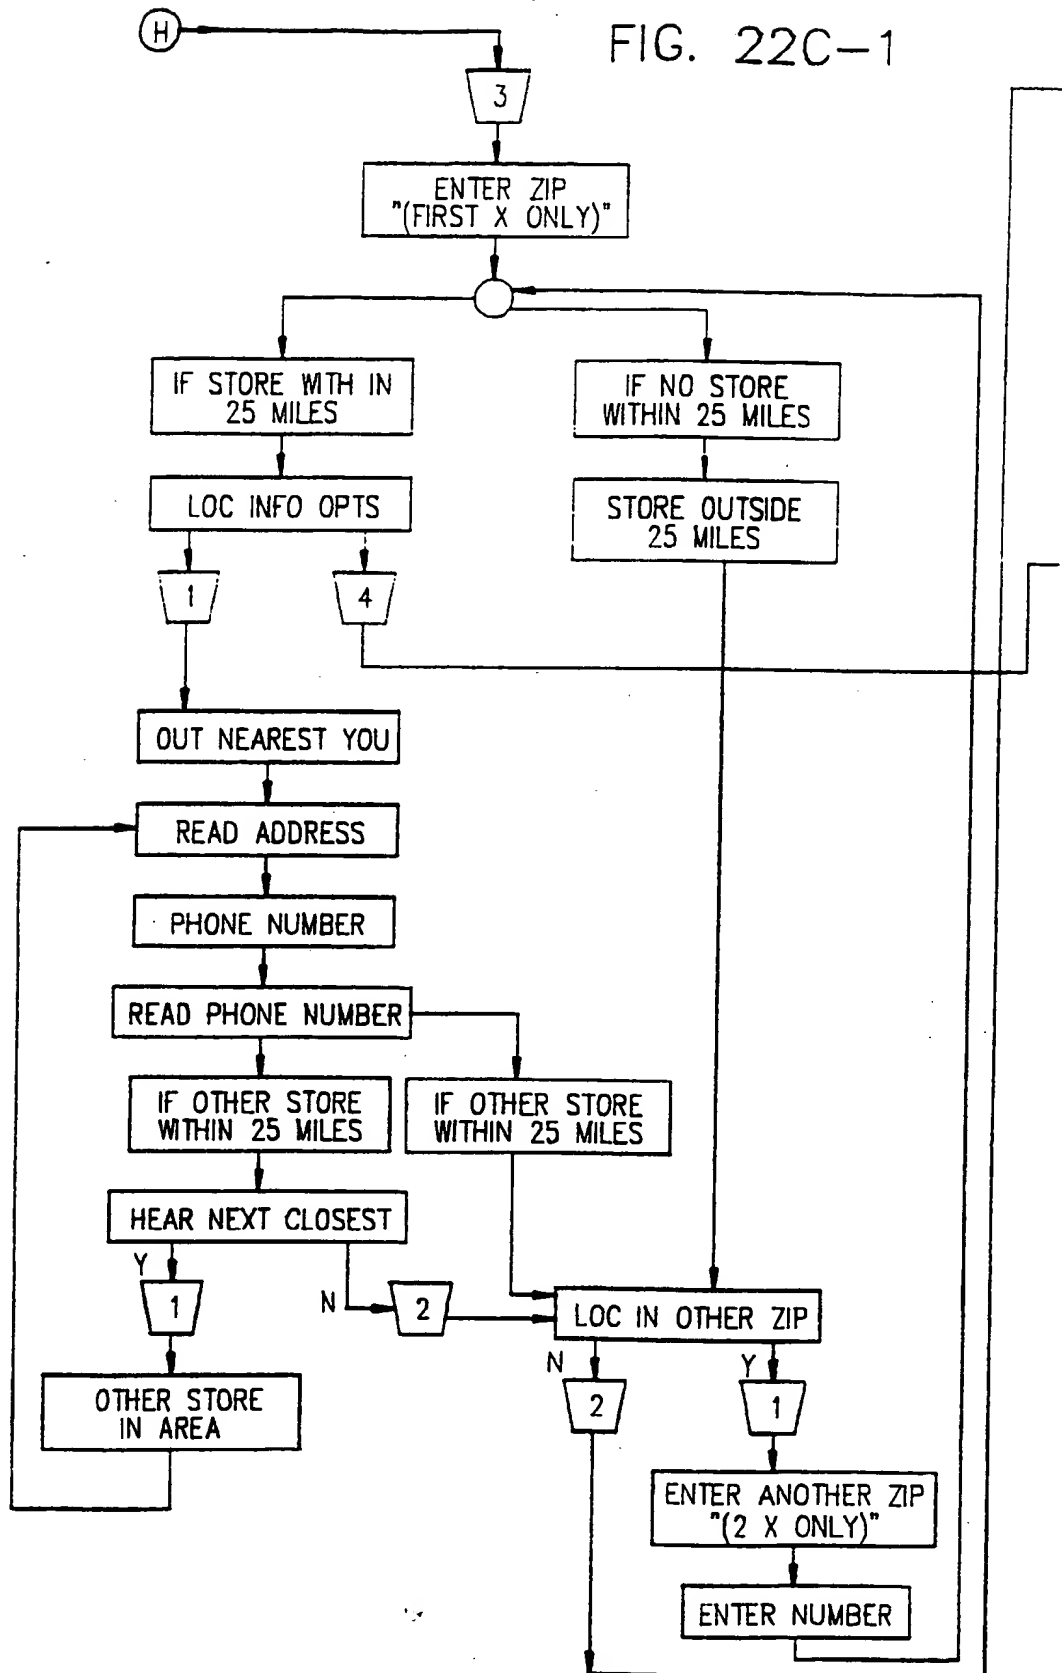 H
FIG. 22C-1
3
ENTER ZIP
"(FIRST X ONLY)"
IF STORE WITH IN
25 MILES
IF NO STORE
WITHIN 25 MILES
LOC INFO OPTS
STORE OUTSIDE
25 MILES
1
4
OUT NEAREST YOU
READ ADDRESS
PHONE NUMBER
READ PHONE NUMBER
IF OTHER STORE
WITHIN 25 MILES
IF OTHER STORE
WITHIN 25 MILES
HEAR NEXT CLOSEST
Y
1
N
2
LOC IN OTHER ZIP
N
2
Y
1
OTHER STORE
IN AREA
ENTER ANOTHER ZIP
"(2 X ONLY)"
ENTER NUMBER